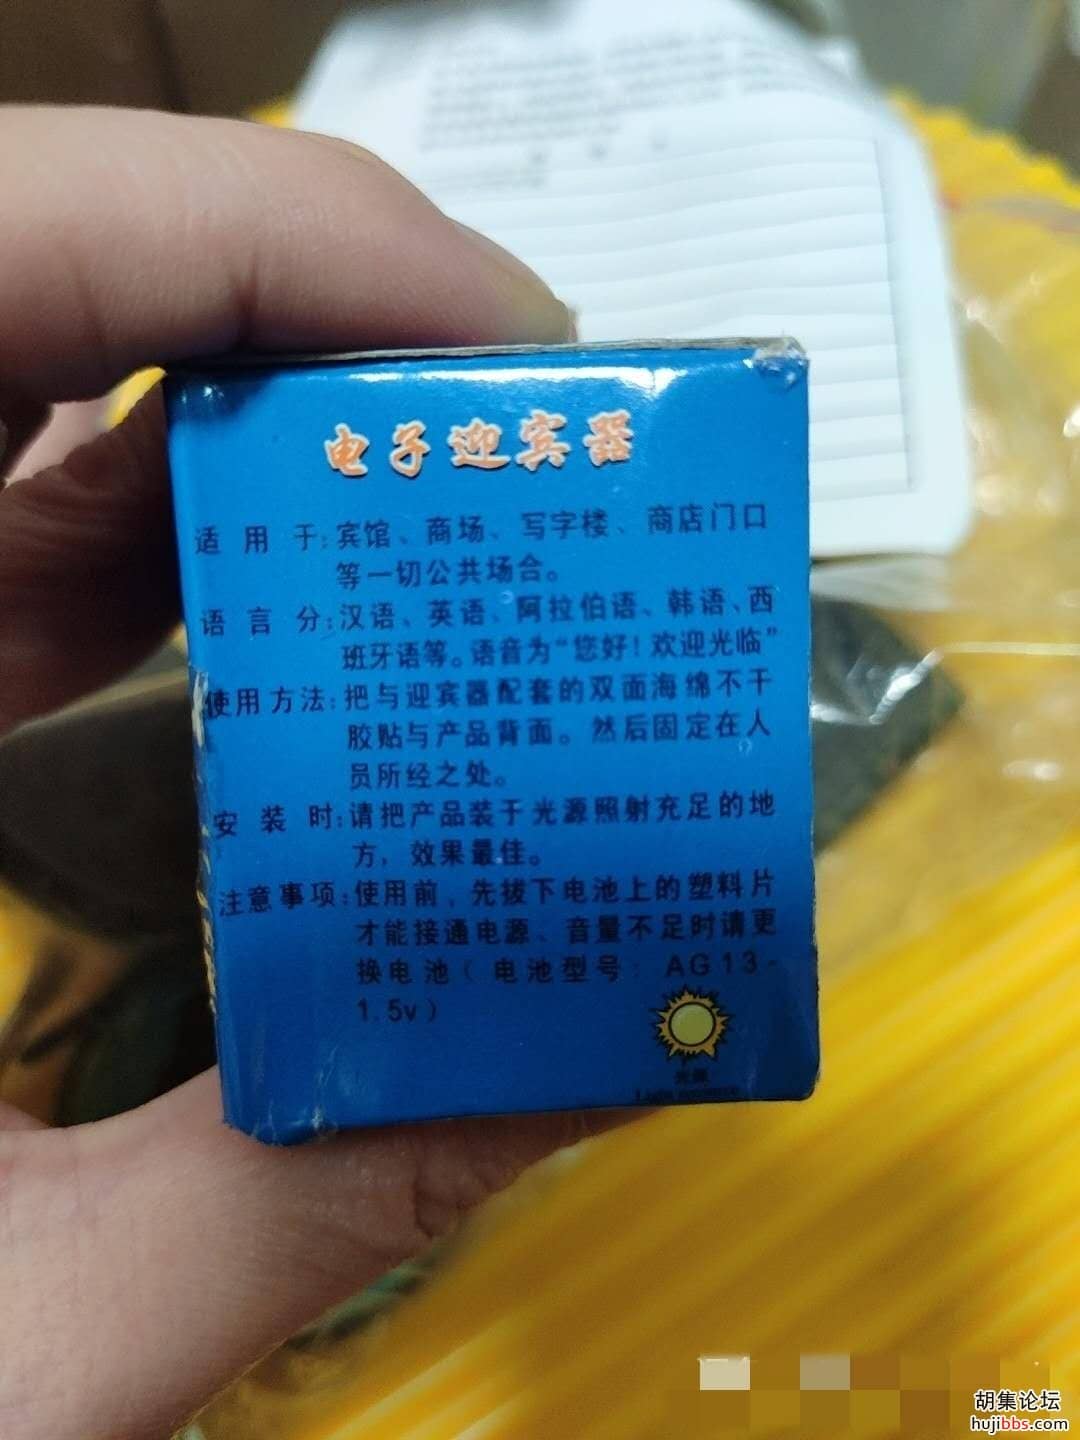 电子迎宾器
适用于:宾馆、商场、写字楼、商店门口
等一切公共场合。
语言分:汉语、英语、阿拉伯语、韩语、西
班牙语等。语音为“您好!欢迎光临”
使用方法:把与迎宾器配套的双面海绵不干
胶贴与产品背面。然后固定在人
员所经之处。
安装时:请把产品装于光源照射充足的地
方，效果最佳。
注意事项:使用前，先拔下电池上的塑料片
才能接通电源、音量不足时请更
换电池(电池型号:AG13-
1.5v)
胡集论坛
hujibbs.com